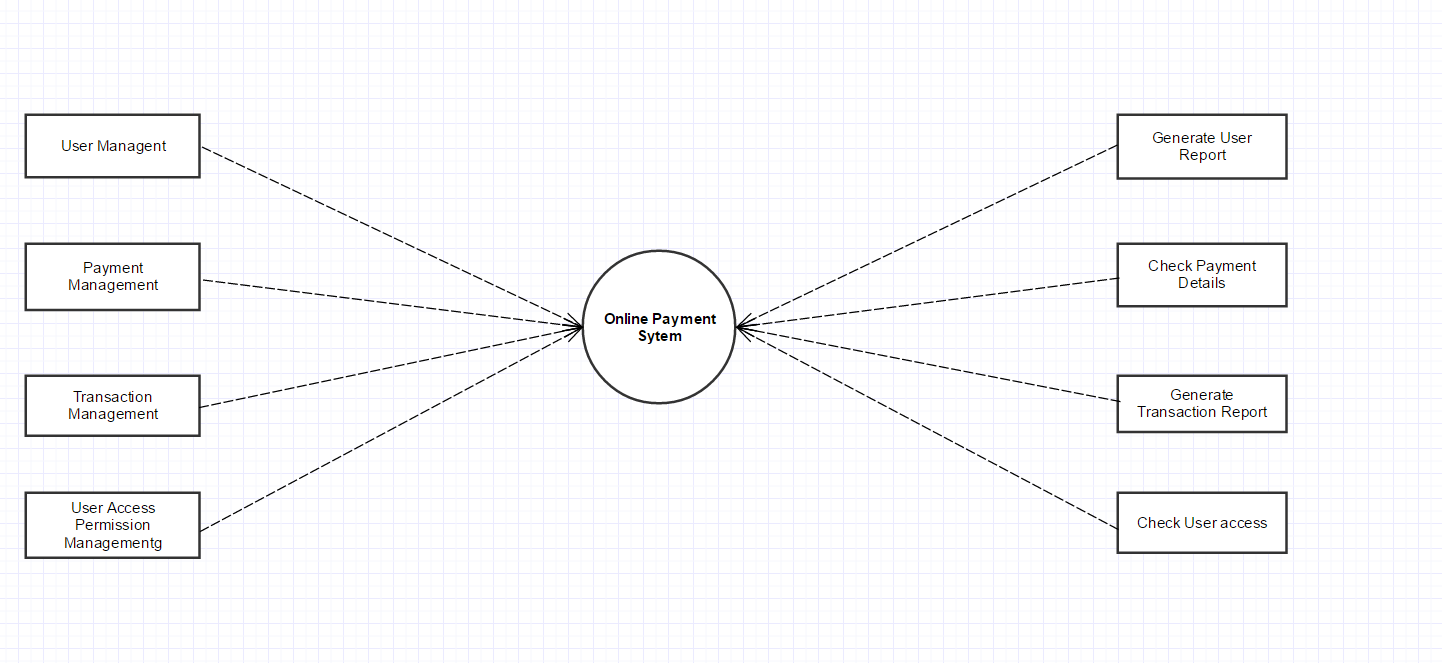 User Managent
Payment
Management
Transaction
Management
User Access
Permission
Managementg
Online Payment
Sytem
Generate User
Report
Check Payment
Details
Generate
Transaction Report
Check User access